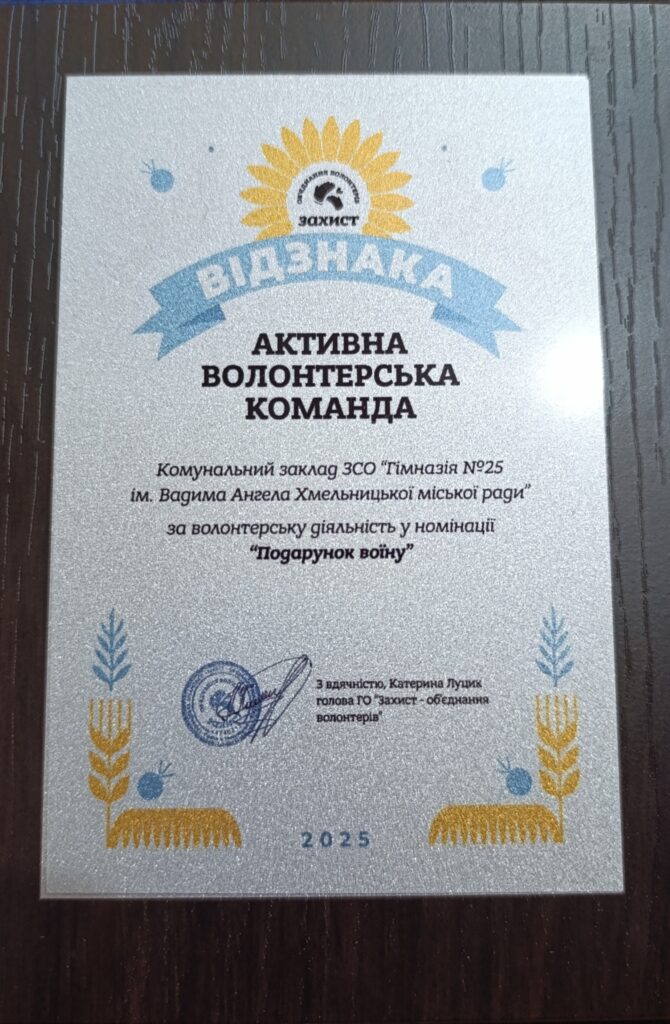 ОБ'ЄДНАННЯ ВОЛОНТЕРІВ
ЗАХИСТ
ВІДЗНАКА
АКТИВНА
ВОЛОНТЕРСЬКА
КОМАНДА
Комунальний заклад ЗСО "Гімназія №25
ім. Вадима Ангела Хмельницької міської ради"
за волонтерську діяльність у номінації
"Подарунок воїну"
З вдячністю, Катерина Луцик
голова ГО "Захист - об'єднання
волонтерів"
2025